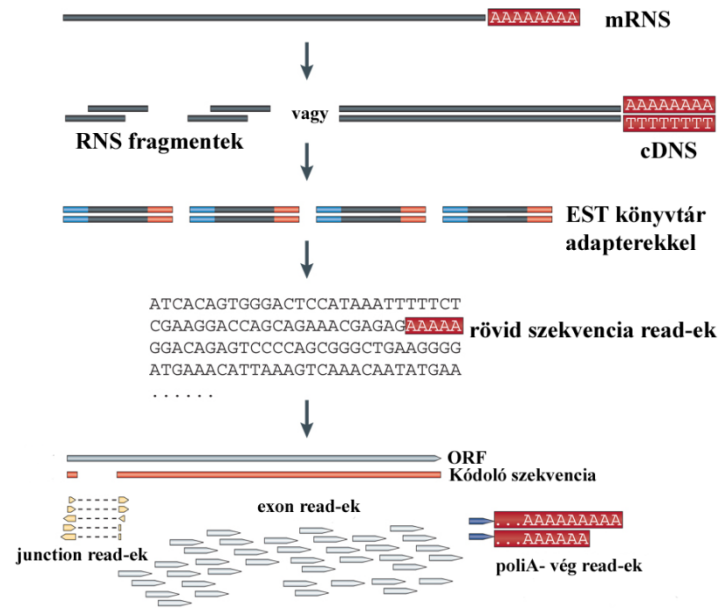 AAAAAAAA mRNS
vagy
AAAAAAAA
TTTTTTTT
RNS fragmentek
cDNS
EST könyvtár
adapterekkel
ATCACAGTGGGACTCCATAAATTTTTCT
CGAAGGACCAGCAGAAACGAGAGAAAAA
rövid szekvencia read-ek
GGACAGAGTCCCCAGCGGGCTGAAGGGG
ATGAAACATTAAAGTCAAACAATATGAA
......
ORF
Kódoló szekvencia
exon read-ek
...AAAAAAAAA
...AAAAAA
junction read-ek
poliA- vég read-ek